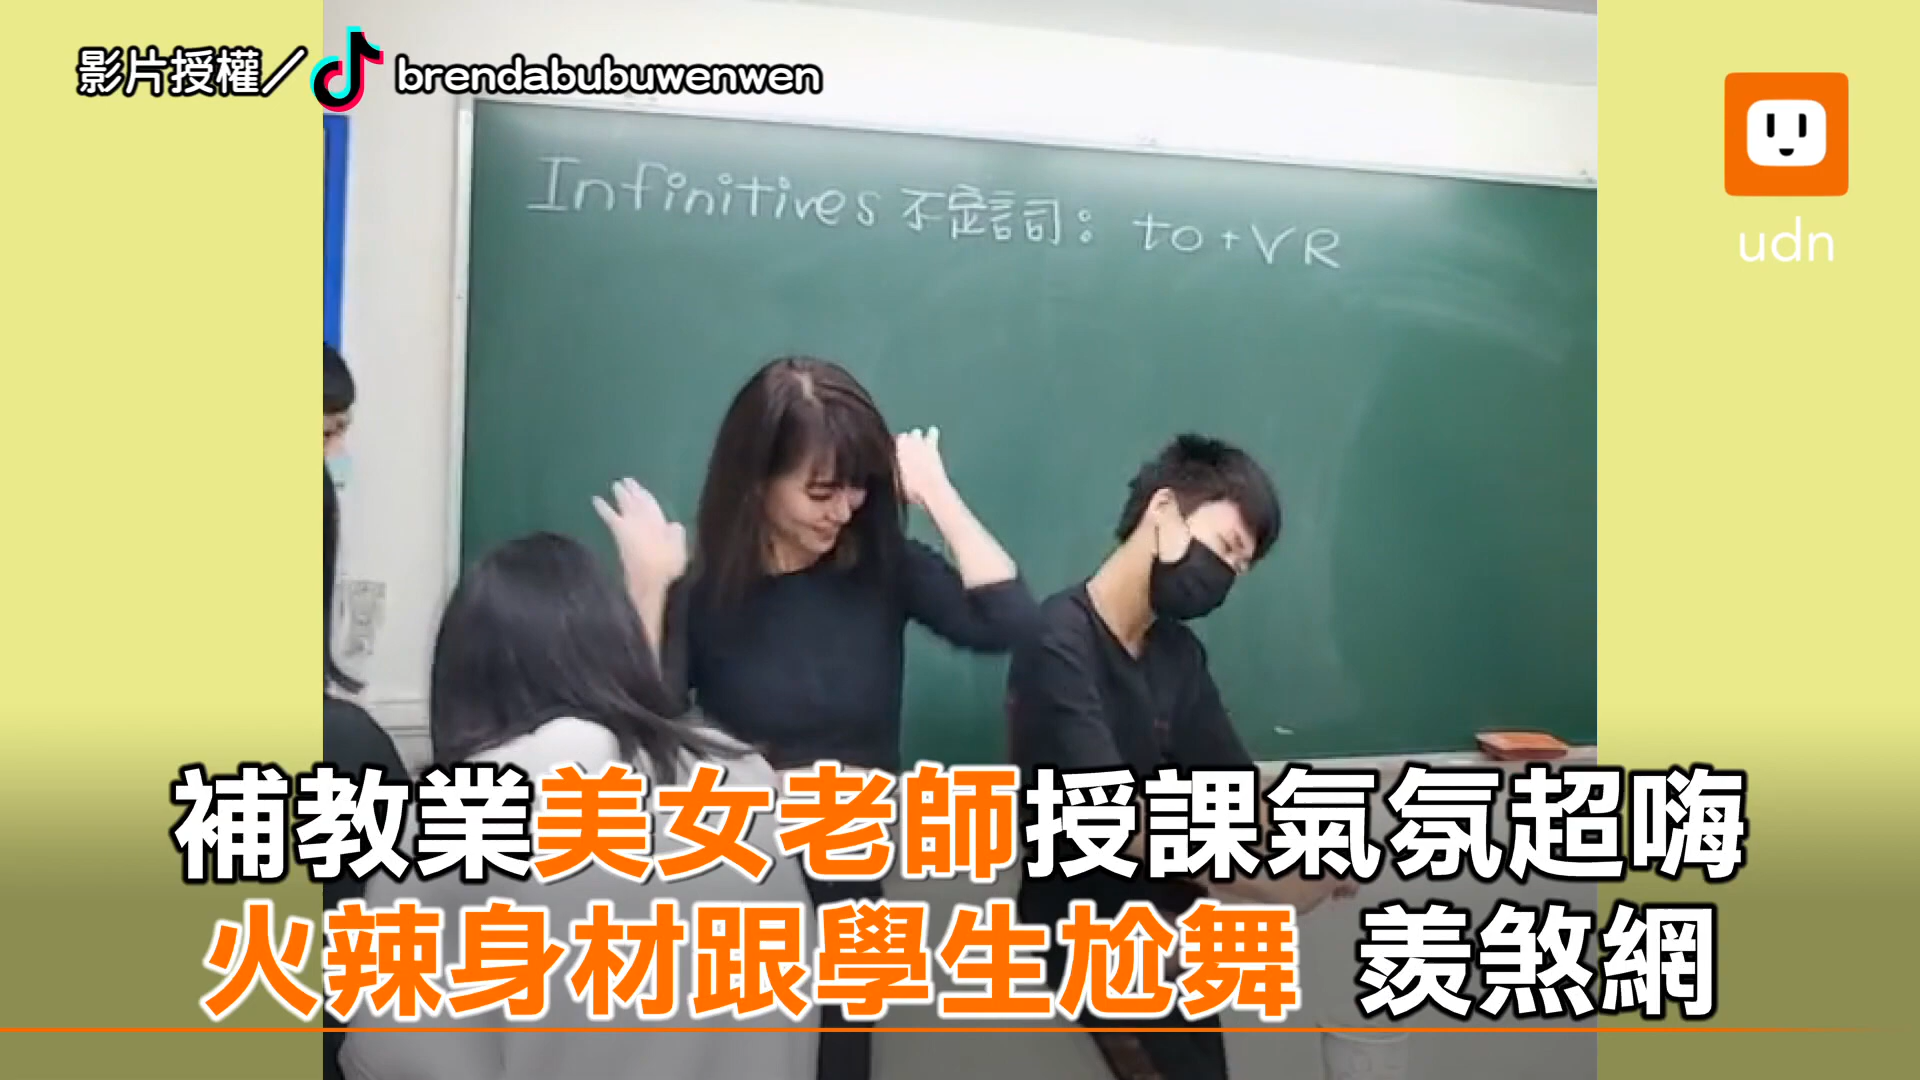 影片授權／ brendabubuwenwen
udn
Infinitives 不定詞：to + VR
補教業美女老師授課氣氛超嗨
火辣身材跟學生尬舞 羨煞網